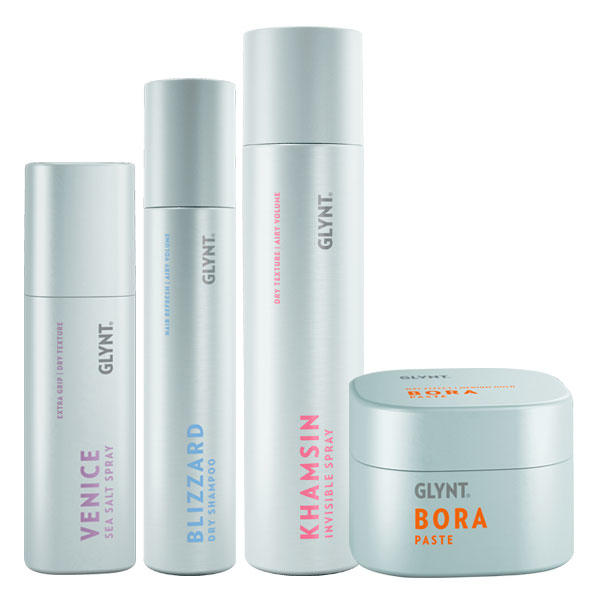 EXTRA GRIP | DRY TEXTURE
GLYNT.®
VENICE
SEA SALT SPRAY
HAIR REFRESH | AIRY VOLUME
GLYNT.®
BLIZZARD
DRY SHAMPOO
DRY TEXTURE | AIRY VOLUME
GLYNT.®
KHAMSIN
INVISIBLE SPRAY
GLYNT.
BORA
PASTE
GLYNT.®
BORA
PASTE